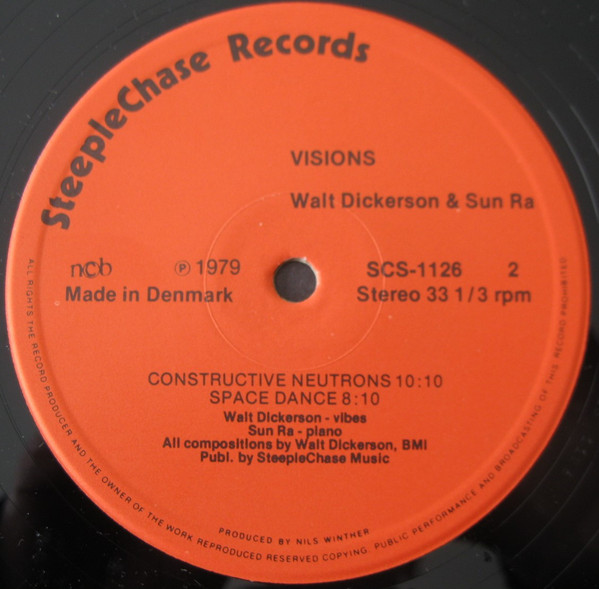 SteepleChase Records
VISIONS
Walt Dickerson & Sun Ra
ncb ℗ 1979 SCS-1126 2
Made in Denmark Stereo 33 1/3 rpm
CONSTRUCTIVE NEUTRONS 10:10
SPACE DANCE 8:10
Walt Dickerson - vibes
Sun Ra - piano
All compositions by Walt Dickerson, BMI
Publ. by SteepleChase Music
PRODUCED BY NILS WINTHER
ALL RIGHTS THE RECORD PRODUCER AND THE OWNER OF THE WORK REPRODUCED RESERVED COPYING. PUBLIC PERFORMANCE AND BROADCASTING OF THIS RECORD PROHIBITED